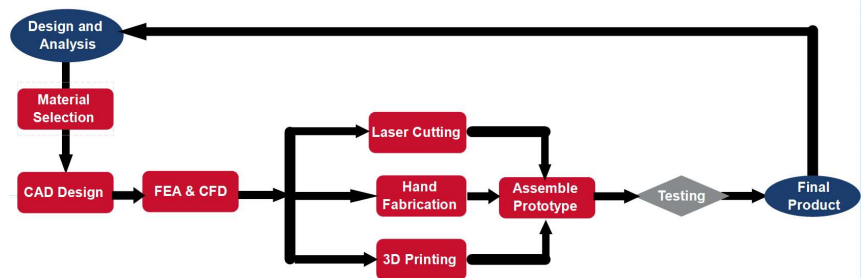 Design and
Analysis
Material
Selection
CAD Design
FEA & CFD
Laser Cutting
Hand
Fabrication
3D Printing
Assemble
Prototype
Testing
Final
Product